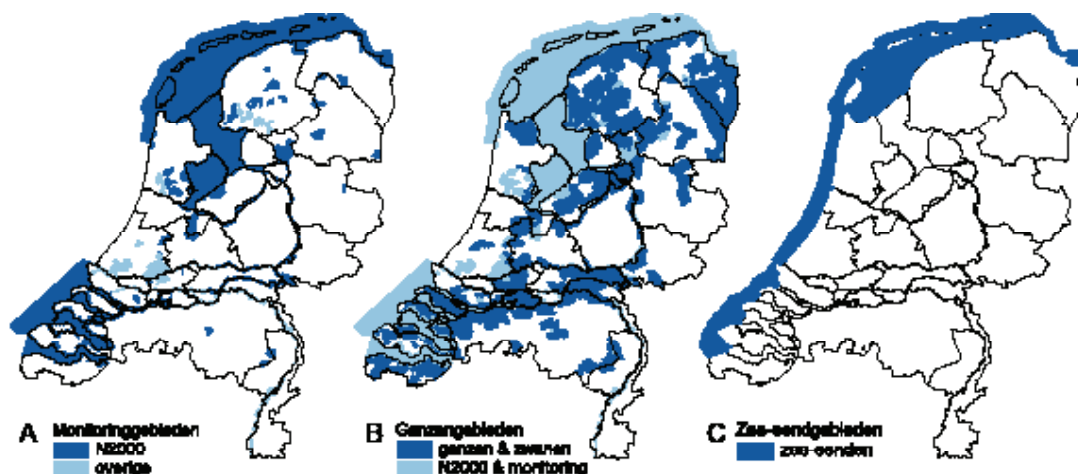 A Monitoringgebieden
N2000
overige
B Ganzengebieden
ganzen & zwanen
N2000 & monitoring
C Zee-eendgebieden
zee-eenden